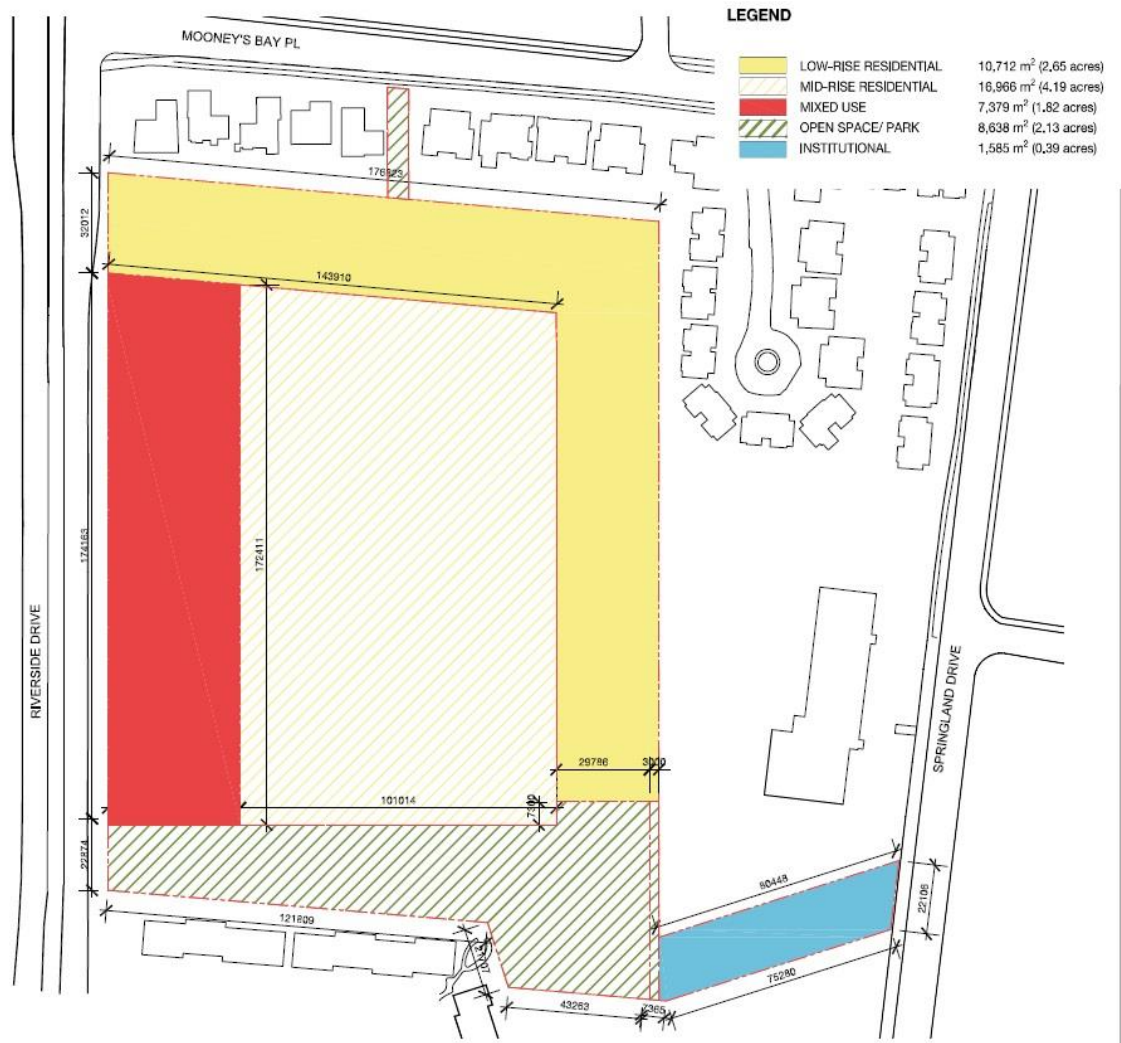 LEGEND
MOONEY'S BAY PL
LOW-RISE RESIDENTIAL 10,712 m² (2,65 acres)
MID-RISE RESIDENTIAL 16,966 m² (4.19 acres)
MIXED USE 7,379 m² (1.82 acres)
OPEN SPACE/ PARK 8,638 m² (2.13 acres)
INSTITUTIONAL 1,585 m² (0.39 acres)
32012
143910
174163
172411
RIVERSIDE DRIVE
SPRINGLAND DRIVE
29786
3000
101014
7300
22874
80448
22106
121809
75280
43263
7365